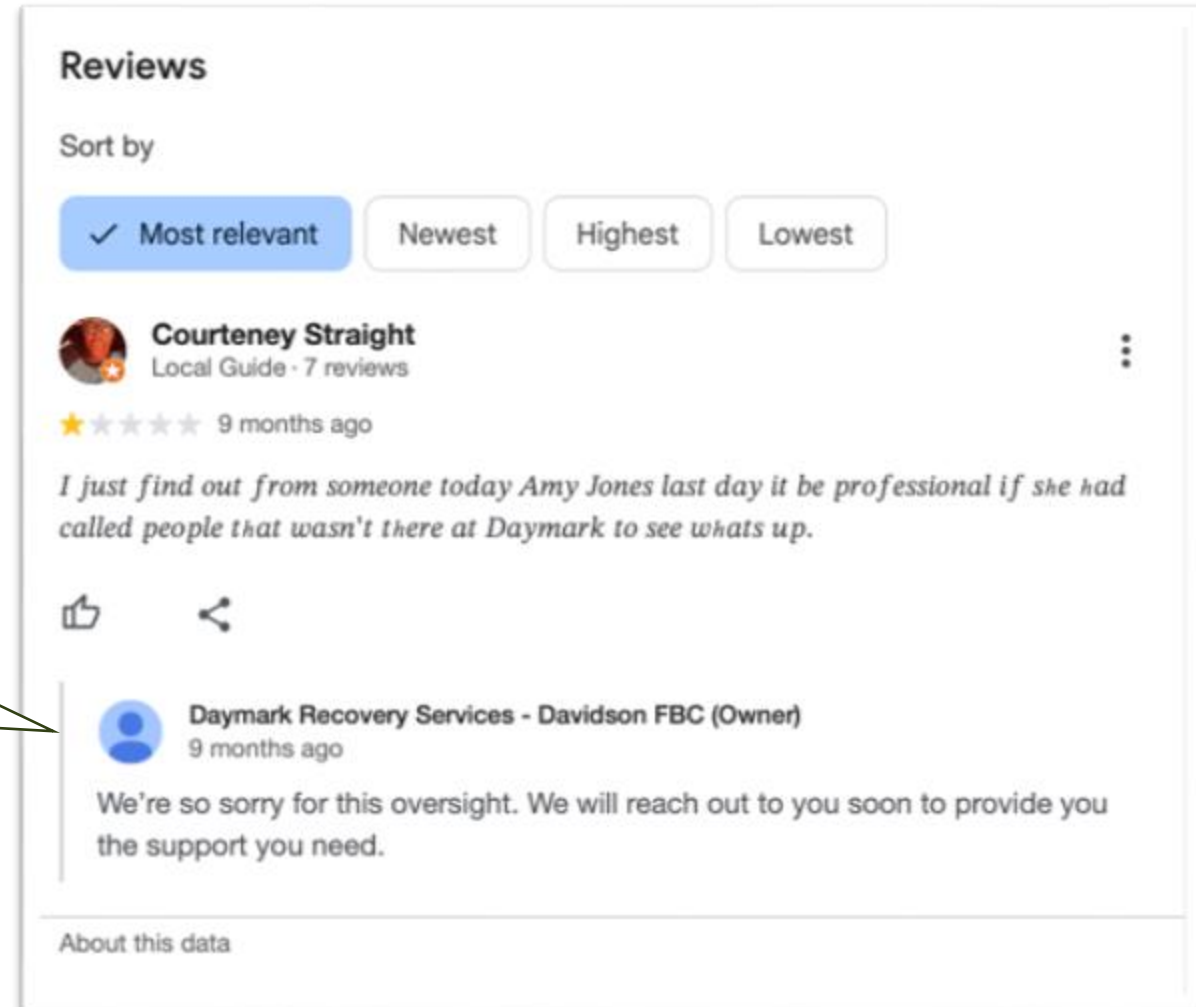 Reviews
Sort by
Most relevant Newest Highest Lowest
Courteney Straight
Local Guide · 7 reviews
9 months ago
I just find out from someone today Amy Jones last day it be professional if she had
called people that wasn't there at Daymark to see whats up.
Daymark Recovery Services - Davidson FBC (Owner)
9 months ago
We're so sorry for this oversight. We will reach out to you soon to provide you
the support you need.
About this data